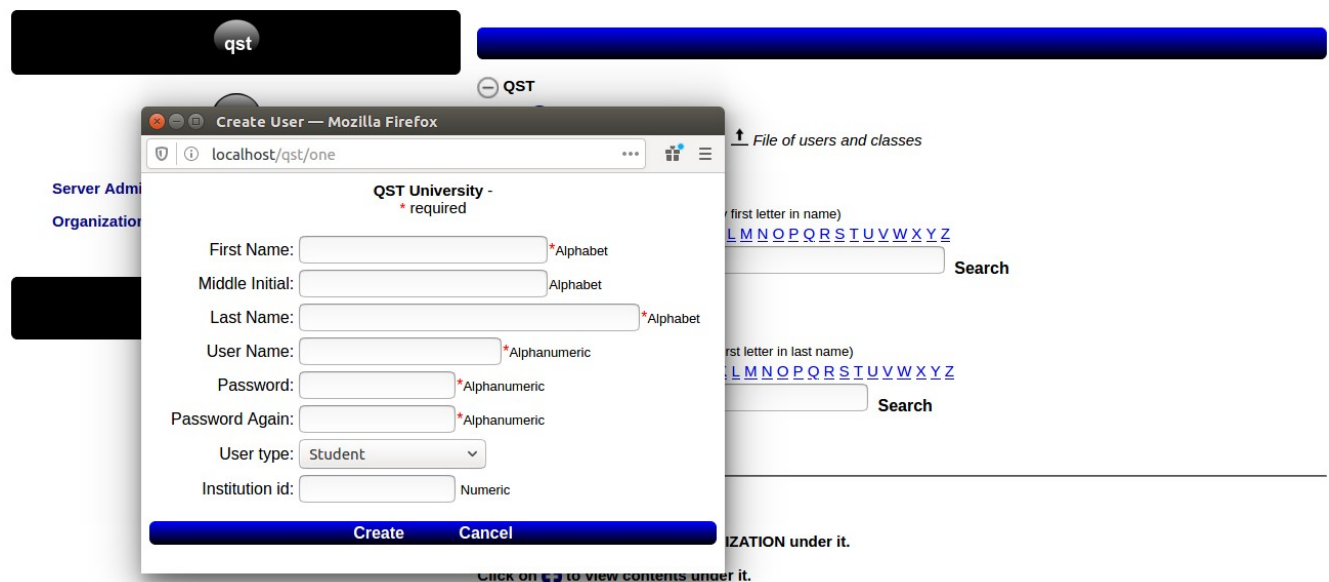 qst
QST
File of users and classes
Server Admi
Organization
first letter in name)
L M N O P Q R S T U V W X Y Z
Search
rst letter in last name)
L M N O P Q R S T U V W X Y Z
Search
IZATION under it.
Click on to view contents under it.
Create User — Mozilla Firefox
localhost/qst/one
QST University -
* required
First Name: *Alphabet
Middle Initial: Alphabet
Last Name: *Alphabet
User Name: *Alphanumeric
Password: *Alphanumeric
Password Again: *Alphanumeric
User type: Student
Institution id: Numeric
Create Cancel